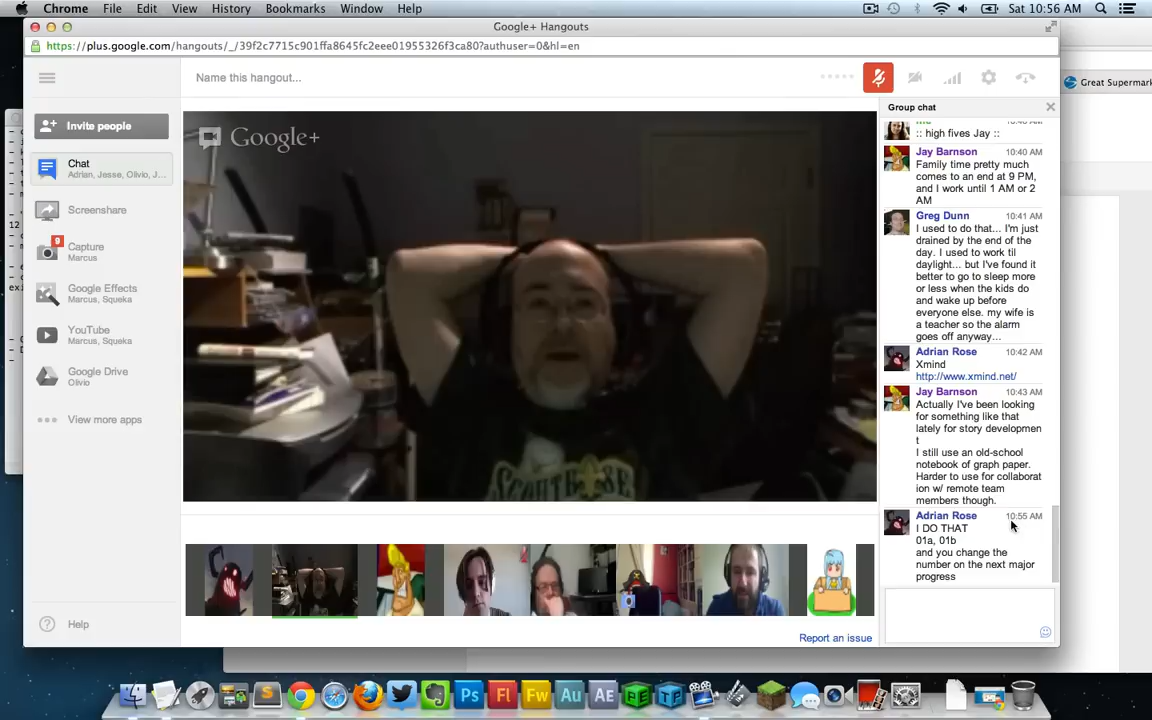 Chrome File Edit View History Bookmarks Window Help Sat 10:56 AM
Google+ Hangouts
https://plus.google.com/hangouts/_/39f2c7715c901ffa8645fc2eee01955326f3ca80?authuser=0&hl=en
Great Supermark
Name this hangout...
Invite people
Chat
Adrian, Jesse, Olivio, J...
Screenshare
9
Capture
Marcus
Google Effects
Marcus, Squeka
YouTube
Marcus, Squeka
Google Drive
Olivio
View more apps
Help
Google+
Report an issue
Group chat
:: high fives Jay ::
Jay Barnson 10:40 AM
Family time pretty much
comes to an end at 9 PM,
and I work until 1 AM or 2
AM
Greg Dunn 10:41 AM
I used to do that... I'm just
drained by the end of the
day. I used to work til
daylight... but I've found it
better to go to sleep more
or less when the kids do
and wake up before
everyone else. my wife is
a teacher so the alarm
goes off anyway...
Adrian Rose 10:42 AM
Xmind
http://www.xmind.net/
Jay Barnson 10:43 AM
Actually I've been looking
for something like that
lately for story developmen
t
I still use an old-school
notebook of graph paper.
Harder to use for collaborat
ion w/ remote team
members though.
Adrian Rose 10:55 AM
I DO THAT
01a, 01b
and you change the
number on the next major
progress
Ps Fl Fw Au Ae